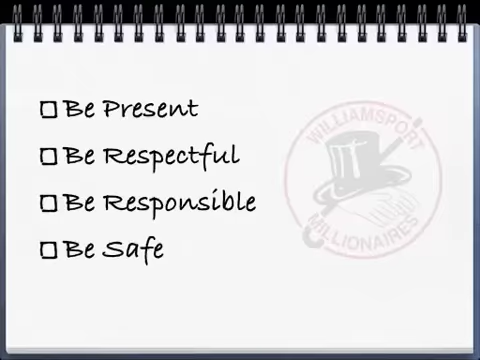 Be Present
Be Respectful
Be Responsible
Be Safe
WILLIAMSPORT
MILLIONAIRES